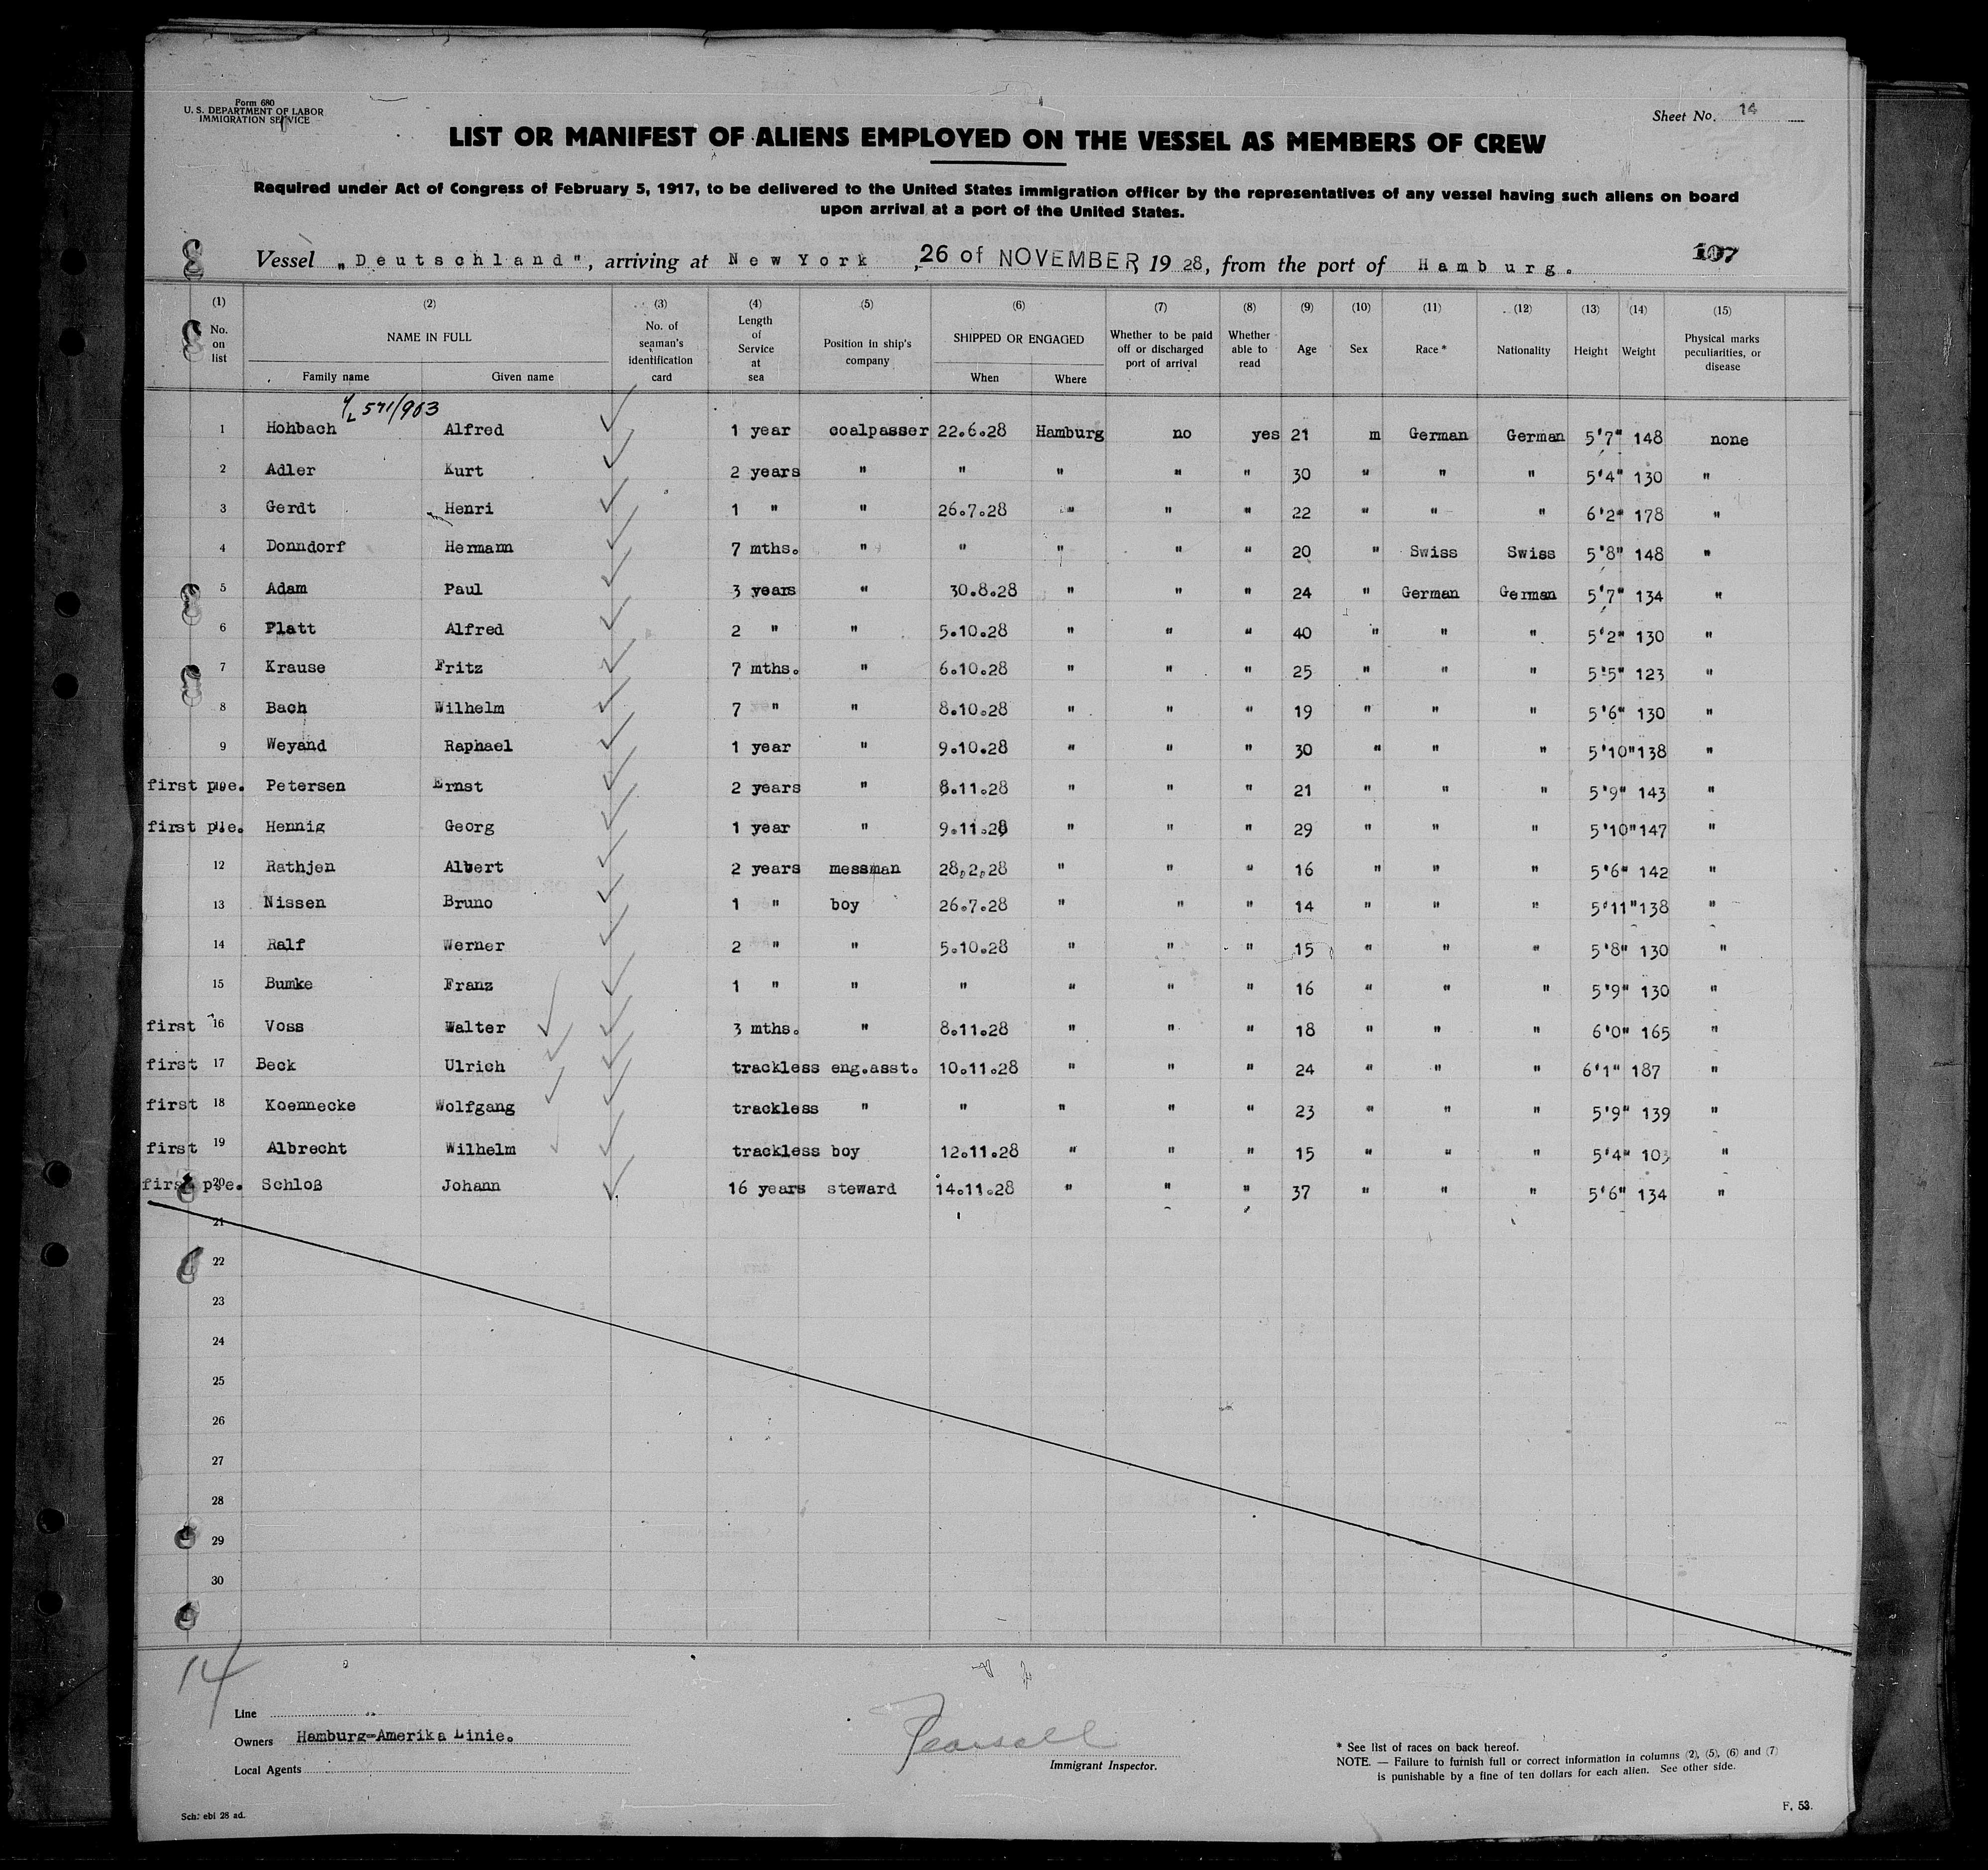 Form 680
U. S. DEPARTMENT OF LABOR
IMMIGRATION SERVICE
Sheet No. 14
LIST OR MANIFEST OF ALIENS EMPLOYED ON THE VESSEL AS MEMBERS OF CREW
Required under Act of Congress of February 5, 1917, to be delivered to the United States immigration officer by the representatives of any vessel having such aliens on board
upon arrival at a port of the United States.
Vessel „Deutschland", arriving at New York, 26 of NOVEMBER, 1928, from the port of Hamburg. 107
(1) (2) (3) (4) (5) (6) (7) (8) (9) (10) (11) (12) (13) (14) (15)
No. on list NAME IN FULL Family name Given name No. of seaman's identification card Length of Service at sea Position in ship's company SHIPPED OR ENGAGED When Where Whether to be paid off or discharged port of arrival Whether able to read Age Sex Race* Nationality Height Weight Physical marks peculiarities, or disease
571/903
1 Hohbach Alfred 1 year coalpasser 22.6.28 Hamburg no yes 21 m German German 5'7" 148 none
2 Adler Kurt 2 years " " " " " 30 " " " 5'4" 130 "
3 Gerdt Henri 1 " " 26.7.28 " " " 22 " " " 6'2" 178 "
4 Donndorf Hermann 7 mths. " " " " " 20 " Swiss Swiss 5'8" 148 "
5 Adam Paul 3 years " 30.8.28 " " " 24 " German German 5'7" 134 "
6 Platt Alfred 2 " " 5.10.28 " " " 40 " " " 5'2" 130 "
7 Krause Fritz 7 mths. " 6.10.28 " " " 25 " " " 5'5" 123 "
8 Bach Wilhelm 7 " " 8.10.28 " " " 19 " " " 5'6" 130 "
9 Weyand Raphael 1 year " 9.10.28 " " " 30 " " " 5'10" 138 "
first p.e. 10 Petersen Ernst 2 years " 8.11.28 " " " 21 " " " 5'9" 143 "
first p.e. 11 Hennig Georg 1 year " 9.11.28 " " " 29 " " " 5'10" 147 "
12 Rathjen Albert 2 years messman 28.2.28 " " " 16 " " " 5'6" 142 "
13 Nissen Bruno 1 " boy 26.7.28 " " " 14 " " " 5'11" 138 "
14 Ralf Werner 2 " " 5.10.28 " " " 15 " " " 5'8" 130 "
15 Bumke Franz 1 " " " " " " 16 " " " 5'9" 130 "
first 16 Voss Walter 3 mths. " 8.11.28 " " " 18 " " " 6'0" 165 "
first 17 Beck Ulrich trackless eng.asst. 10.11.28 " " " 24 " " " 6'1" 187 "
first 18 Koennecke Wolfgang trackless " " " " " 23 " " " 5'9" 139 "
first 19 Albrecht Wilhelm trackless boy 12.11.28 " " " 15 " " " 5'4" 103 "
first p.e. 20 Schloß Johann 16 years steward 14.11.28 " " " 37 " " " 5'6" 134 "
21
22
23
24
25
26
27
28
29
30
14
Line
Owners Hamburg-Amerika Linie.
Local Agents
Pearsall
Immigrant Inspector.
* See list of races on back hereof.
NOTE. — Failure to furnish full or correct information in columns (2), (5), (6) and (7)
is punishable by a fine of ten dollars for each alien. See other side.
Sch. ebi 28 ad.
F. 53.